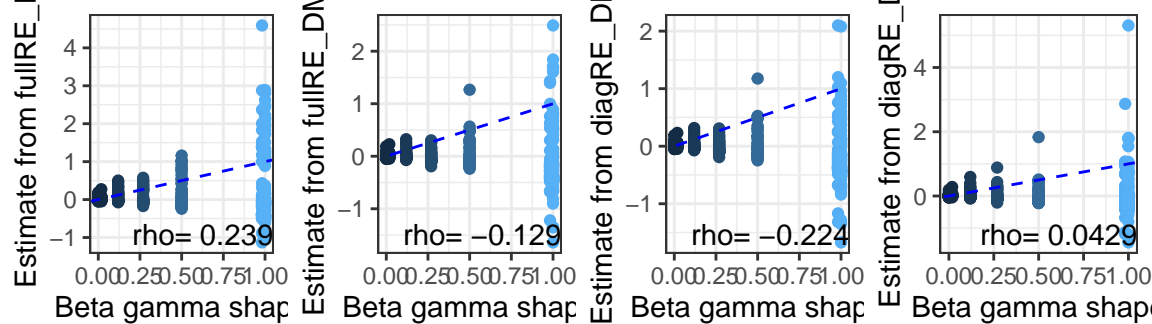 Estimate from fullRE_
4
3
2
1
0
−1
rho= 0.239
0.00 0.25 0.50 0.75 1.00
Beta gamma shap
Estimate from fullRE_DM
2
1
0
−1
rho= −0.129
0.00 0.25 0.50 0.75 1.00
Beta gamma shap
Estimate from diagRE_D
2
1
0
−1
rho= −0.224
0.00 0.25 0.50 0.75 1.00
Beta gamma shap
Estimate from diagRE_D
4
2
0
rho= 0.0429
0.00 0.25 0.50 0.75 1.00
Beta gamma shape